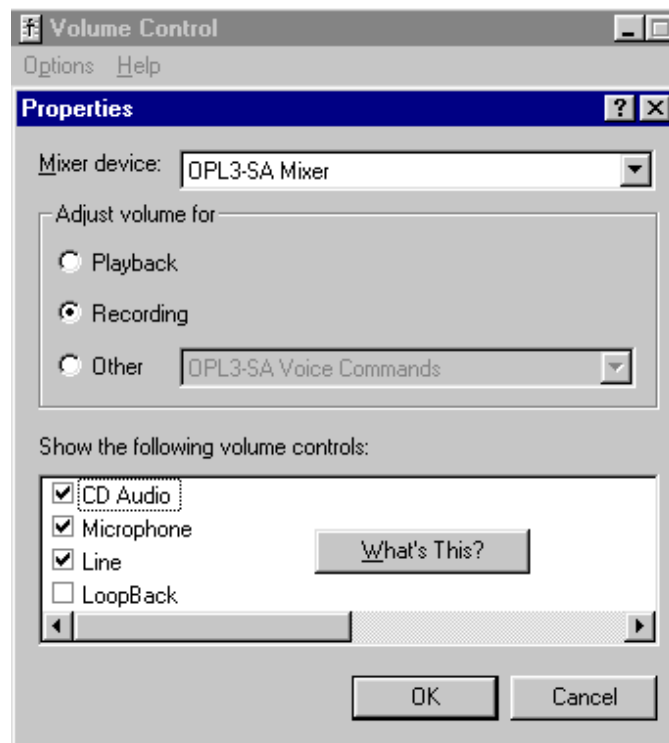 Volume Control
Options Help
Properties
Mixer device: OPL3-SA Mixer
Adjust volume for
Playback
Recording
Other OPL3-SA Voice Commands
Show the following volume controls:
CD Audio
Microphone
Line
What's This?
LoopBack
OK Cancel